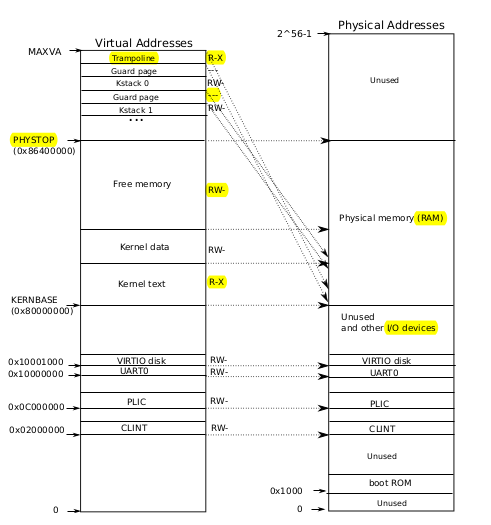 Physical Addresses
Virtual Addresses
2^56-1
MAXVA
Trampoline
R-X
Guard page
---
Kstack 0
RW-
Guard page
---
Kstack 1
RW-
...
Unused
PHYSTOP
(0x86400000)
Free memory
RW-
Physical memory (RAM)
Kernel data
RW-
Kernel text
R-X
KERNBASE
(0x80000000)
Unused
and other I/O devices
0x10001000
VIRTIO disk
RW-
VIRTIO disk
0x10000000
UART0
RW-
UART0
0x0C000000
PLIC
RW-
PLIC
0x02000000
CLINT
RW-
CLINT
Unused
boot ROM
0x1000
Unused
0
0